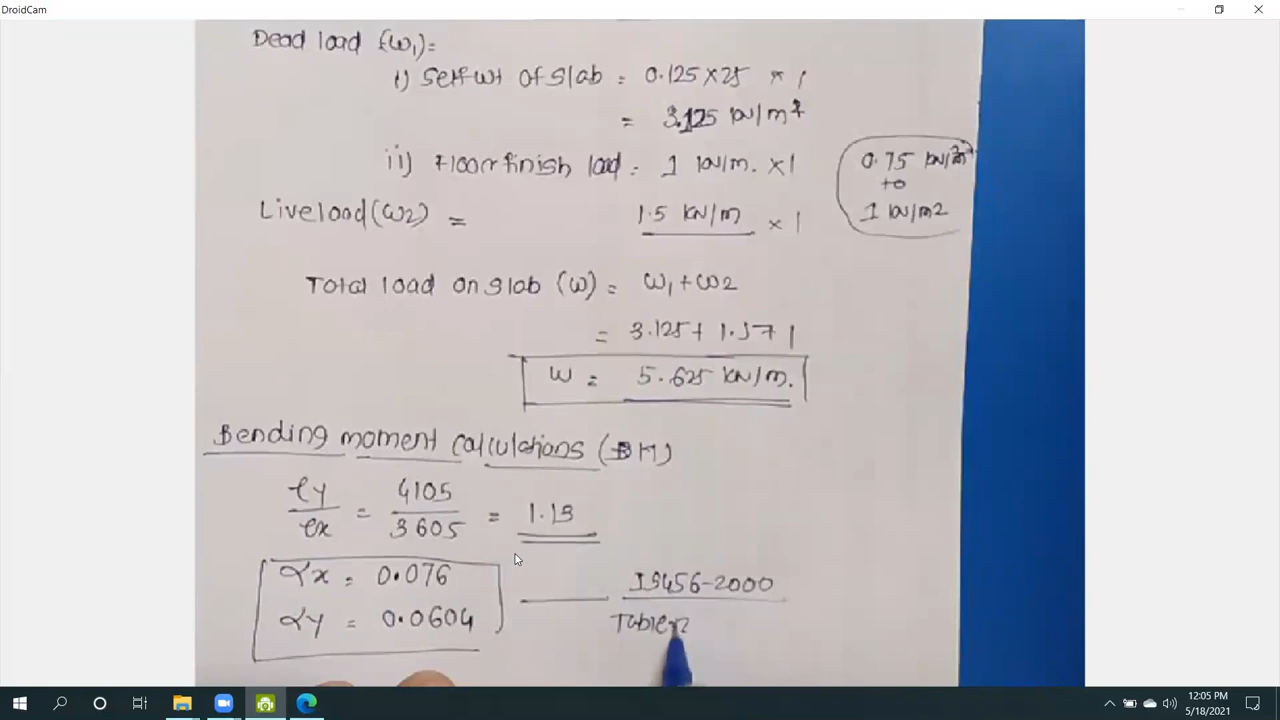 DroidCam
Dead load (w1)=
i) Self wt of slab = 0.125 x 25 x 1
= 3.125 kN/m
ii) Floor finish load = 1 kN/m. x 1
0.75 kN/m2
to
1 kN/m2
Live load (w2) = 1.5 kN/m x 1
Total load on slab (w) = w1 + w2
= 3.125 + 1.5 + 1
w = 5.625 kN/m.
Bending moment calculations (BM)
ly/lx = 4105/3605 = 1.13
αx = 0.076
αy = 0.0604
IS456-2000
Table
12:05 PM
5/18/2021